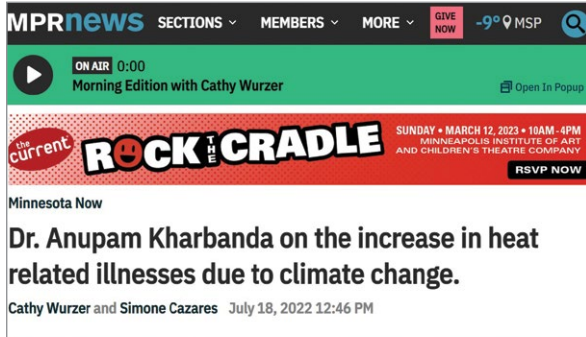 MPRnews SECTIONS MEMBERS MORE GIVE NOW -9° MSP
ON AIR 0:00
Morning Edition with Cathy Wurzer
Open In Popup
the current
ROCK THE CRADLE
SUNDAY • MARCH 12, 2023 • 10AM-4PM
MINNEAPOLIS INSTITUTE OF ART
AND CHILDREN'S THEATRE COMPANY
RSVP NOW
Minnesota Now
Dr. Anupam Kharbanda on the increase in heat
related illnesses due to climate change.
Cathy Wurzer and Simone Cazares July 18, 2022 12:46 PM